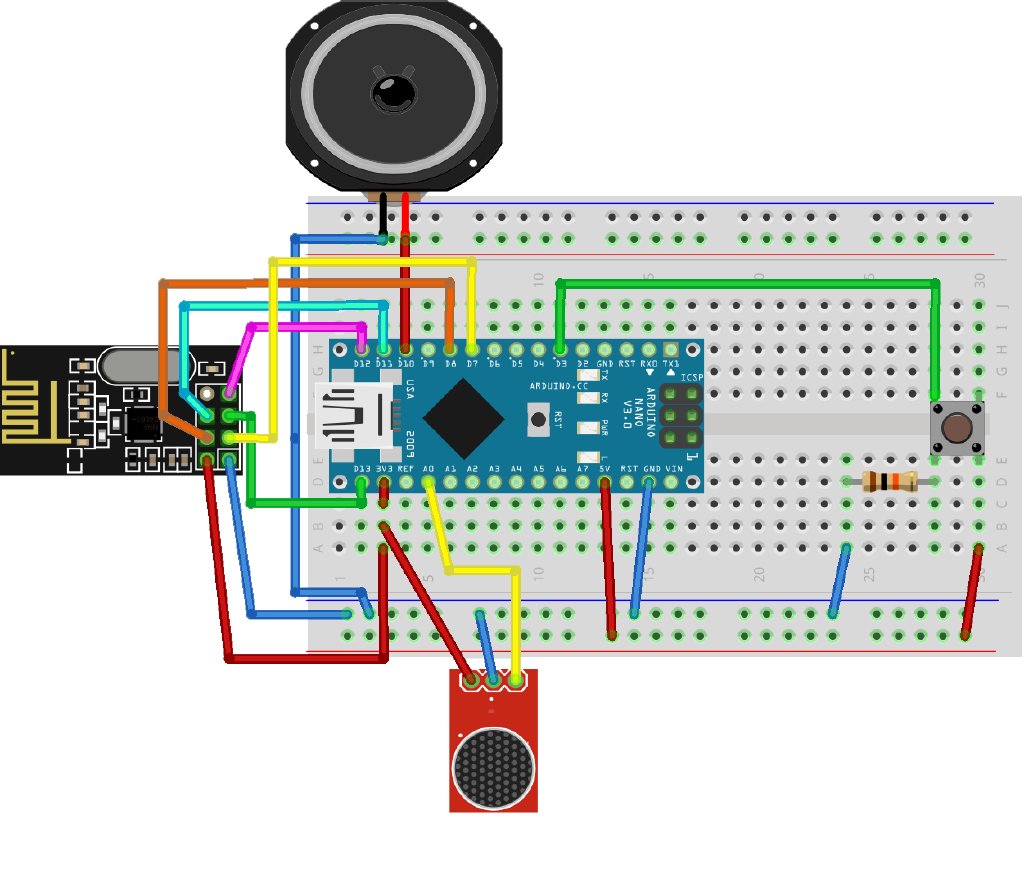 10
15
25
30
J
I
H
G
F
D12 D11 D10 D9 D8 D7 D6 D5 D4 D3 D2 GND RST RX0 TX1
TX
RX
PWR
L
ARDUINO.CC
ICSP
1
USA
2009
RST
ARDUINO
NANO
V3.0
D13 3V3 REF A0 A1 A2 A3 A4 A5 A6 A7 5V RST GND VIN
E
D
C
B
A
1
5
10
15
20
25
30
J
I
H
G
F
E
D
C
B
A